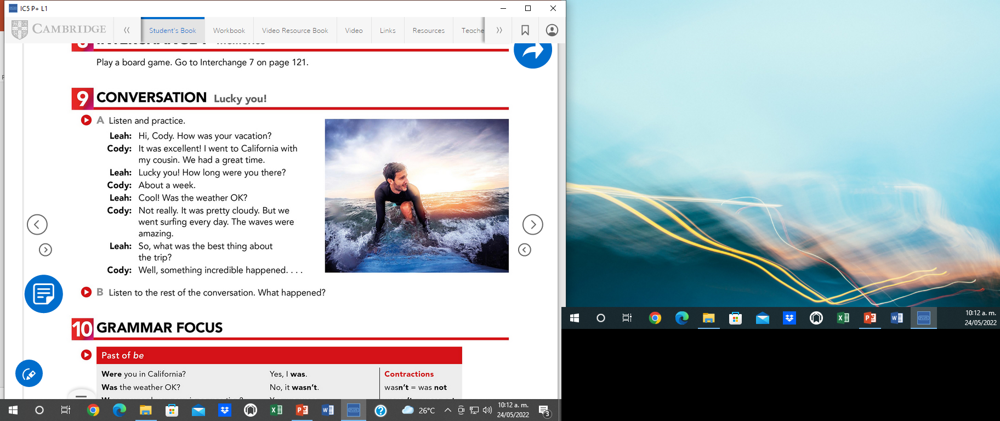 IC5 P+ L1
CAMBRIDGE
Student's Book
Workbook
Video Resource Book
Video
Links
Resources
Teache
Play a board game. Go to Interchange 7 on page 121.
9 CONVERSATION Lucky you!
A Listen and practice.
Leah: Hi, Cody. How was your vacation?
Cody: It was excellent! I went to California with
my cousin. We had a great time.
Leah: Lucky you! How long were you there?
Cody: About a week.
Leah: Cool! Was the weather OK?
Cody: Not really. It was pretty cloudy. But we
went surfing every day. The waves were
amazing.
Leah: So, what was the best thing about
the trip?
Cody: Well, something incredible happened. . . .
B Listen to the rest of the conversation. What happened?
10 GRAMMAR FOCUS
Past of be
Were you in California? Yes, I was. Contractions
Was the weather OK? No, it wasn't. wasn't = was not
26°C
10:12 a. m.
24/05/2022
3
10:12 a. m.
24/05/2022